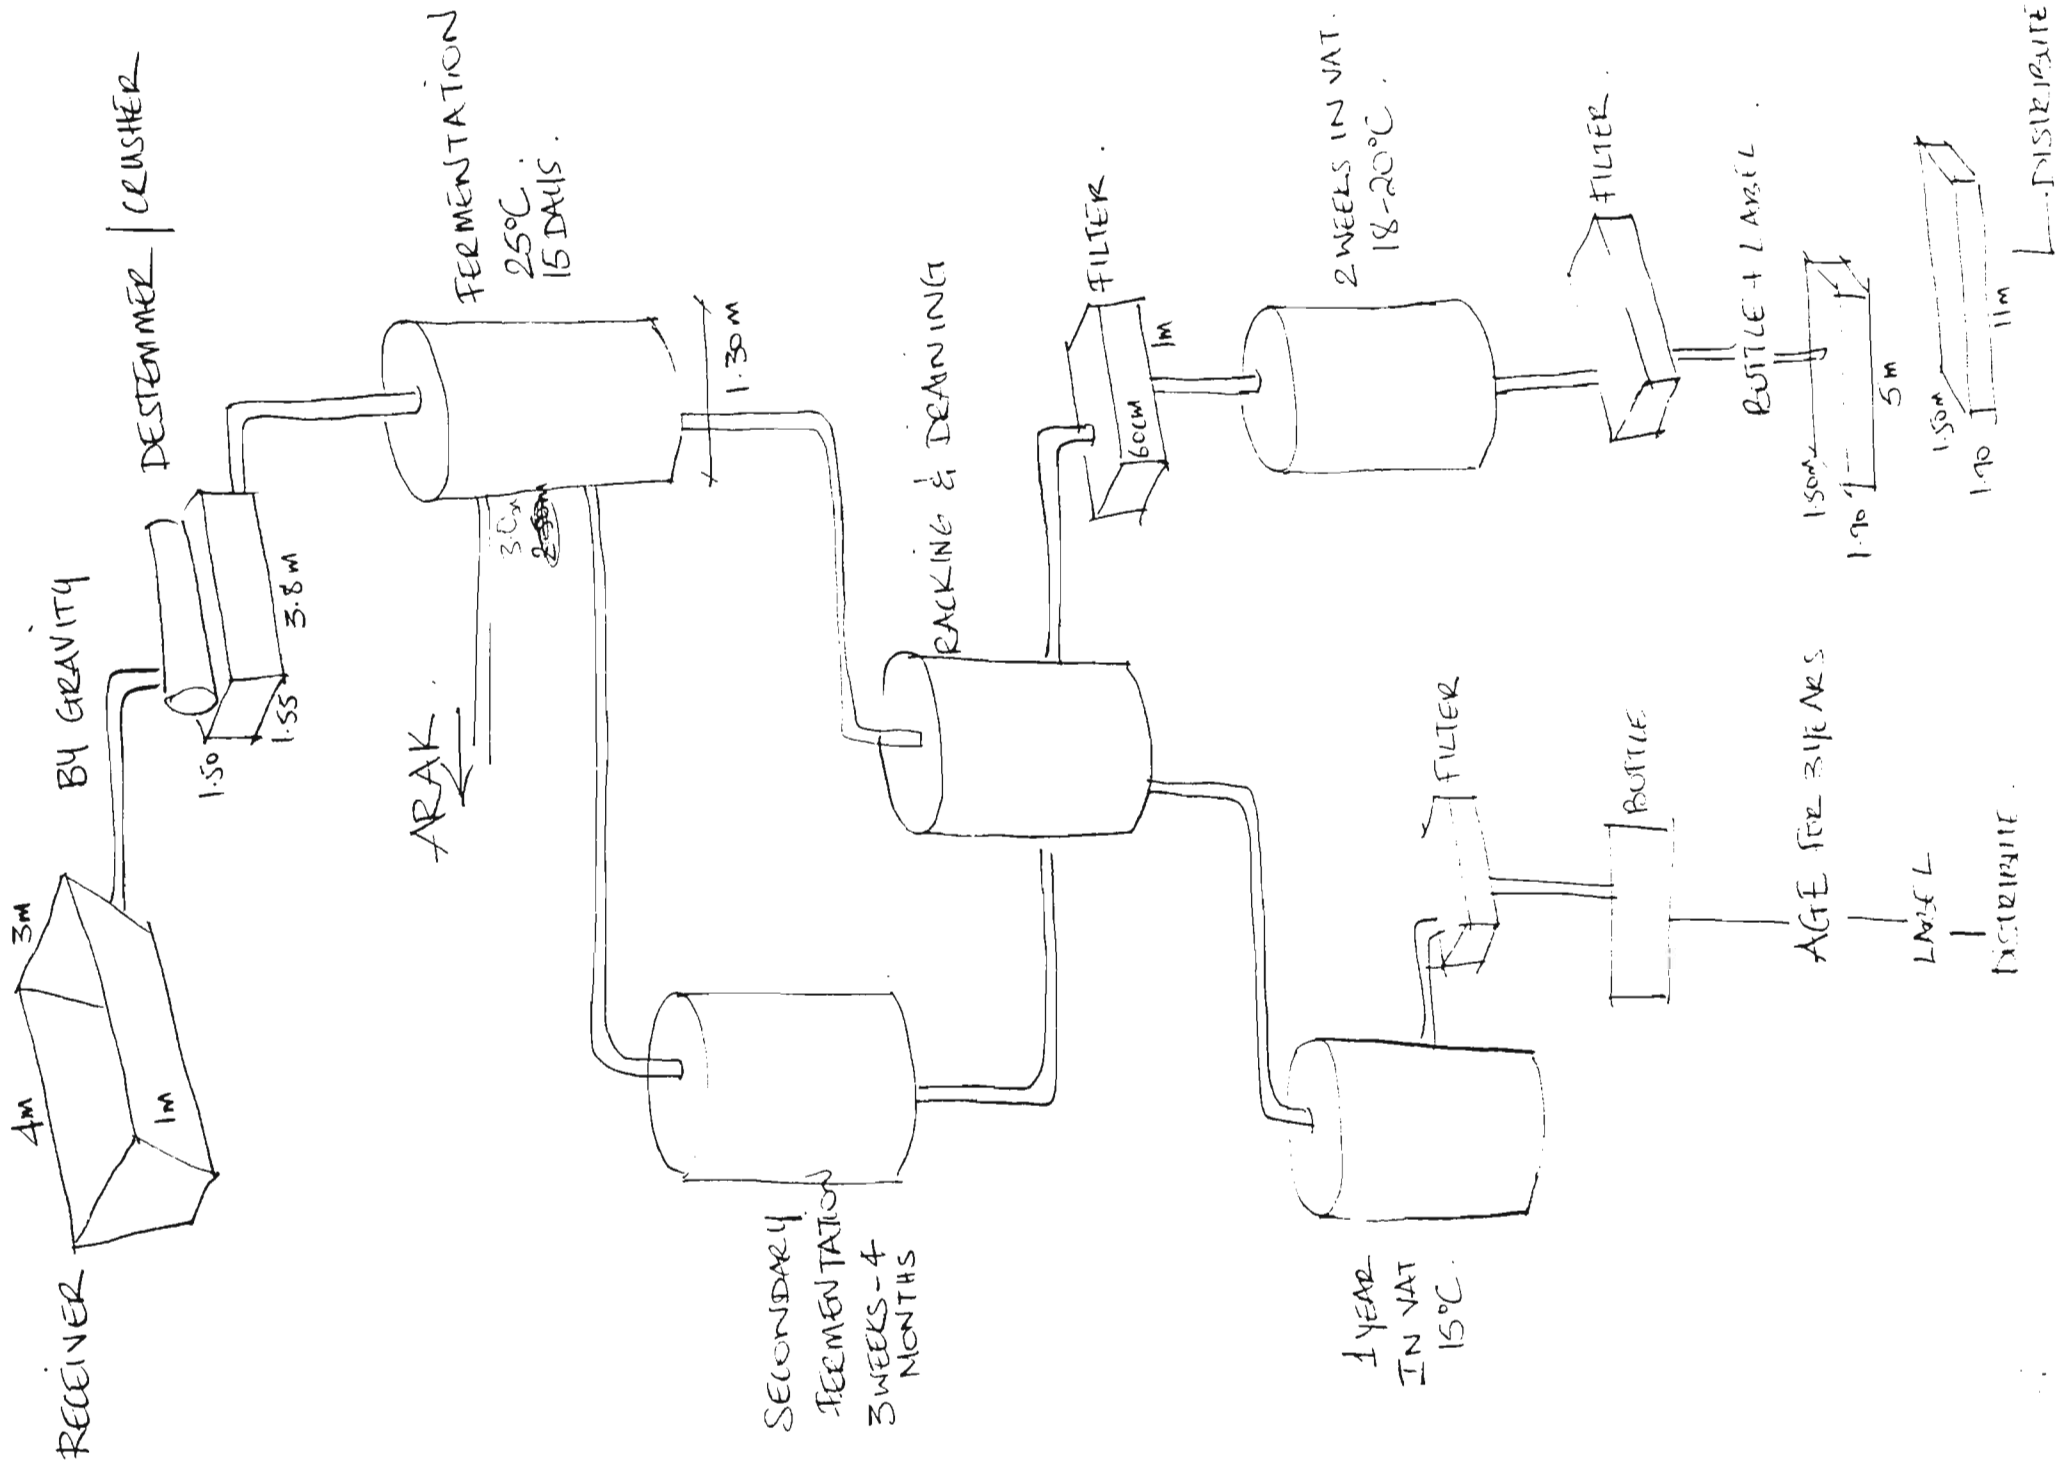 RECEIVER
4M
3M
1M
BY GRAVITY
DESTEMMER / CRUSHER
1.50
1.55
3.8M
FERMENTATION
25°C
15 DAYS.
ARAK.
1.30M
SECONDARY
FERMENTATION
3 WEEKS - 4
MONTHS
RACKING & DRAINING
FILTER.
60CM
1M
2 WEEKS IN VAT.
18-20°C.
FILTER.
BOTTLE + LABEL.
1.50M
1.90
5M
1.50M
1.90
11M
DISTRIBUTE
1 YEAR
IN VAT
15°C.
FILTER
BOTTLE
AGE FOR 3 YEARS
LABEL
DISTRIBUTE.